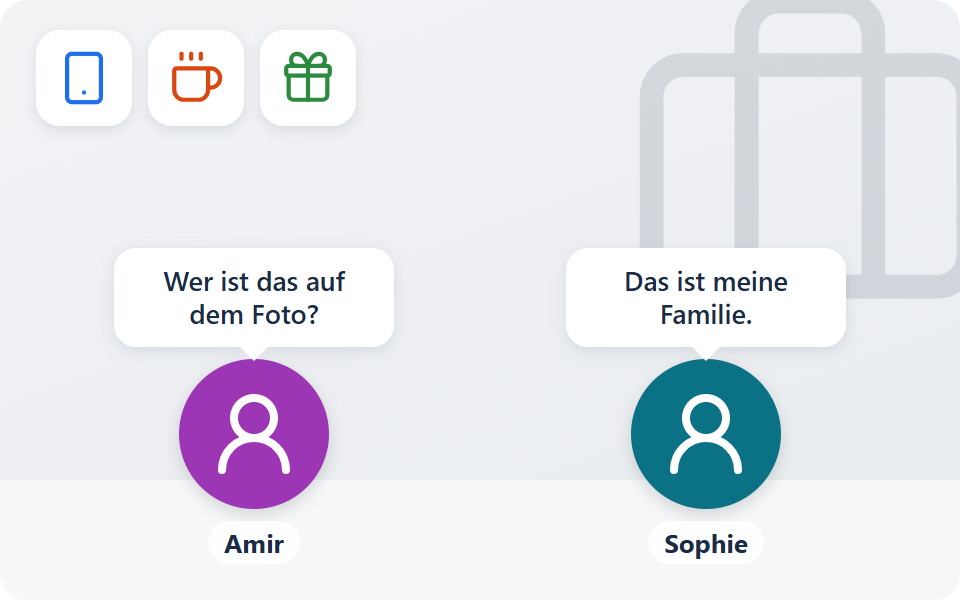 Wer ist das auf
dem Foto?
Das ist meine
Familie.
Amir
Sophie